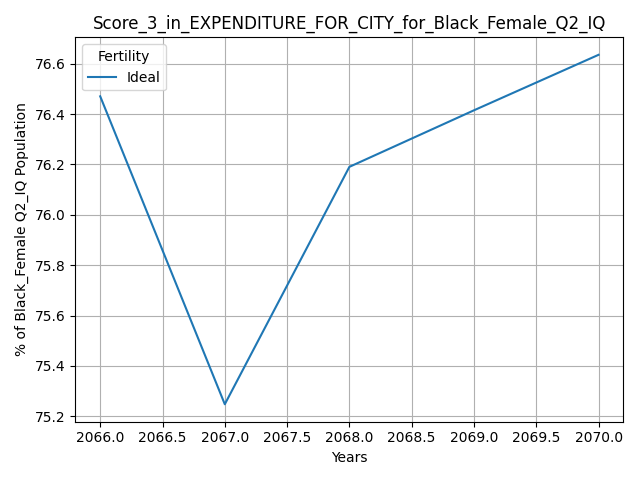 Score_3_in_EXPENDITURE_FOR_CITY_for_Black_Female_Q2_IQ
Fertility
Ideal
% of Black_Female Q2_IQ Population
76.6
76.4
76.2
76.0
75.8
75.6
75.4
75.2
2066.0 2066.5 2067.0 2067.5 2068.0 2068.5 2069.0 2069.5 2070.0
Years